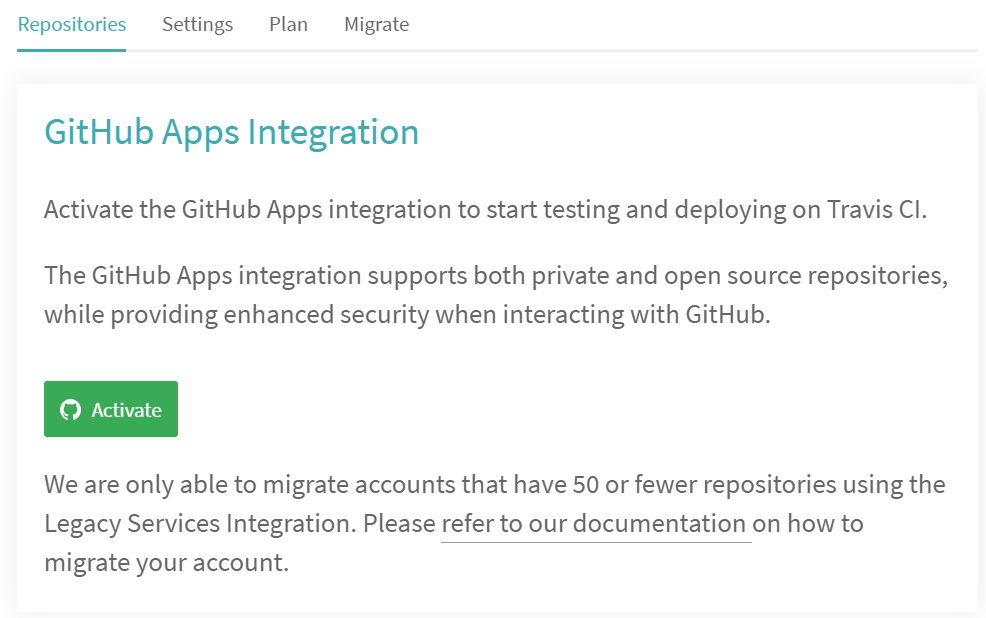 Repositories Settings Plan Migrate
GitHub Apps Integration
Activate the GitHub Apps integration to start testing and deploying on Travis CI.
The GitHub Apps integration supports both private and open source repositories,
while providing enhanced security when interacting with GitHub.
Activate
We are only able to migrate accounts that have 50 or fewer repositories using the
Legacy Services Integration. Please refer to our documentation on how to
migrate your account.